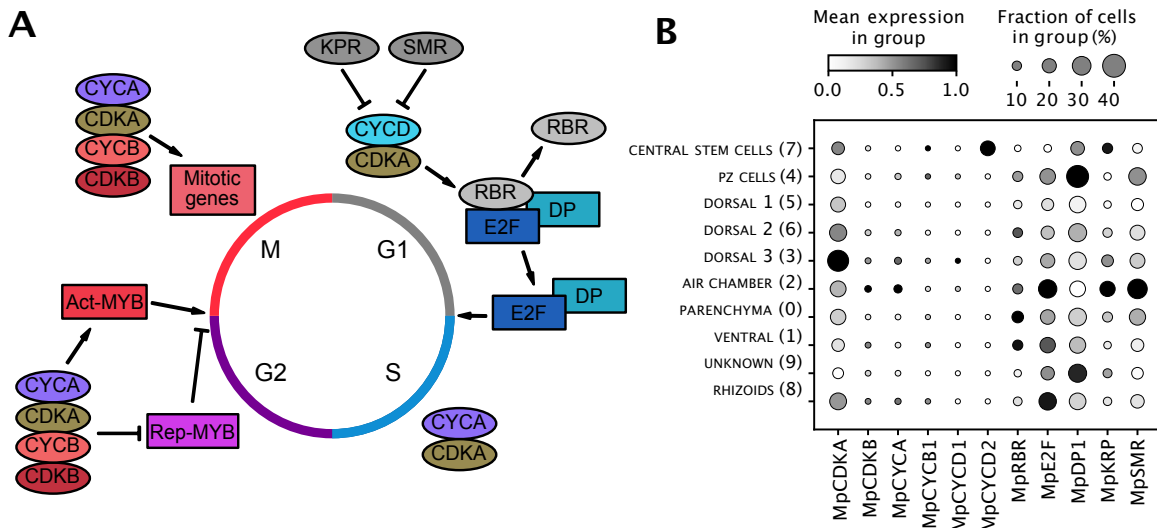 A
KPR
SMR
CYCD
CDKA
RBR
RBR
DP
E2F
DP
E2F
CYCA
CDKA
CYCB
CDKB
Mitotic
genes
M
G1
G2
S
Act-MYB
Rep-MYB
CYCA
CDKA
CYCB
CDKB
CYCA
CDKA
B
Mean expression
in group
0.0
0.5
1.0
Fraction of cells
in group (%)
10 20 30 40
CENTRAL STEM CELLS (7)
PZ CELLS (4)
DORSAL 1 (5)
DORSAL 2 (6)
DORSAL 3 (3)
AIR CHAMBER (2)
PARENCHYMA (0)
VENTRAL (1)
UNKNOWN (9)
RHIZOIDS (8)
MpCDKA
MpCDKB
MpCYCA
MpCYCB1
MpCYCD1
MpCYCD2
MpRBR
MpE2F
MpDP1
MpKRP
MpSMR